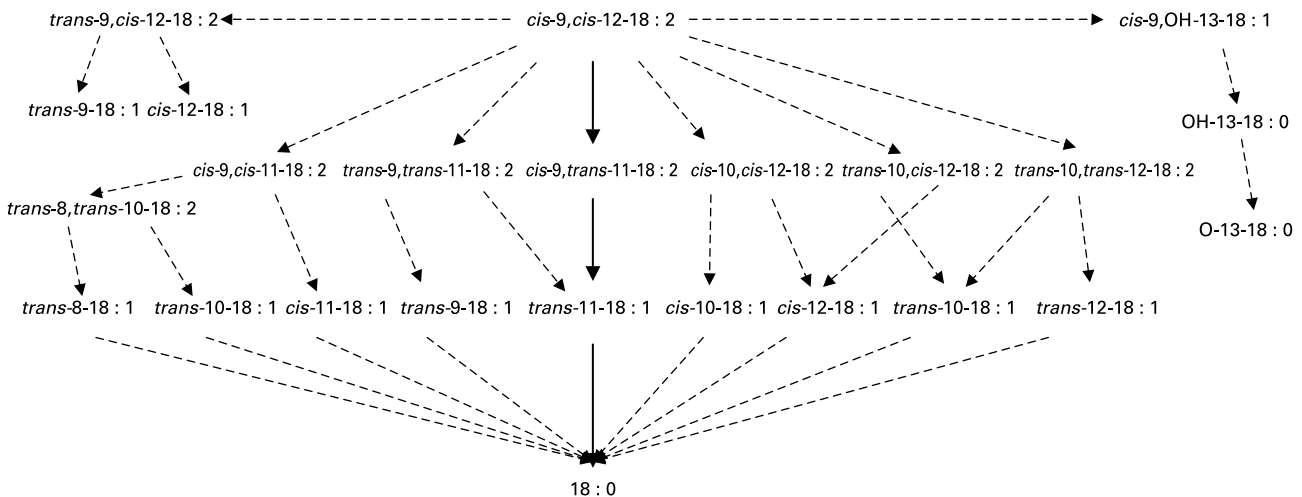 trans-9,cis-12-18 : 2 cis-9,cis-12-18 : 2 cis-9,OH-13-18 : 1
trans-9-18 : 1 cis-12-18 : 1
OH-13-18 : 0
cis-9,cis-11-18 : 2 trans-9,trans-11-18 : 2 cis-9,trans-11-18 : 2 cis-10,cis-12-18 : 2 trans-10,cis-12-18 : 2 trans-10,trans-12-18 : 2
trans-8,trans-10-18 : 2
O-13-18 : 0
trans-8-18 : 1 trans-10-18 : 1 cis-11-18 : 1 trans-9-18 : 1 trans-11-18 : 1 cis-10-18 : 1 cis-12-18 : 1 trans-10-18 : 1 trans-12-18 : 1
18 : 0